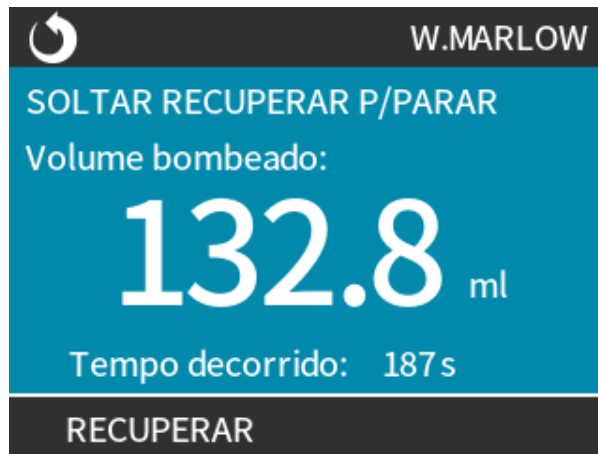 W.MARLOW
SOLTAR RECUPERAR P/PARAR
Volume bombeado:
132.8 ml
Tempo decorrido: 187 s
RECUPERAR